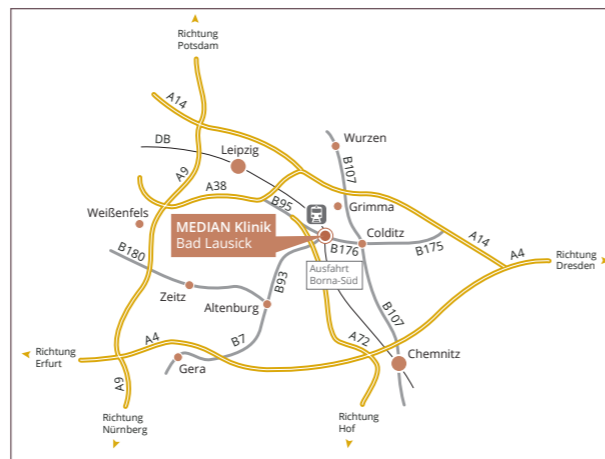 Richtung
Potsdam
A14
DB
Leipzig
Wurzen
B107
A9
A38
B95
Grimma
Weißenfels
MEDIAN Klinik
Bad Lausick
Colditz
B176
B175
A14
A4
Richtung
Dresden
B180
Ausfahrt
Borna-Süd
Zeitz
B93
Altenburg
B107
A4
B7
A72
Chemnitz
Richtung
Erfurt
Gera
A9
Richtung
Nürnberg
Richtung
Hof